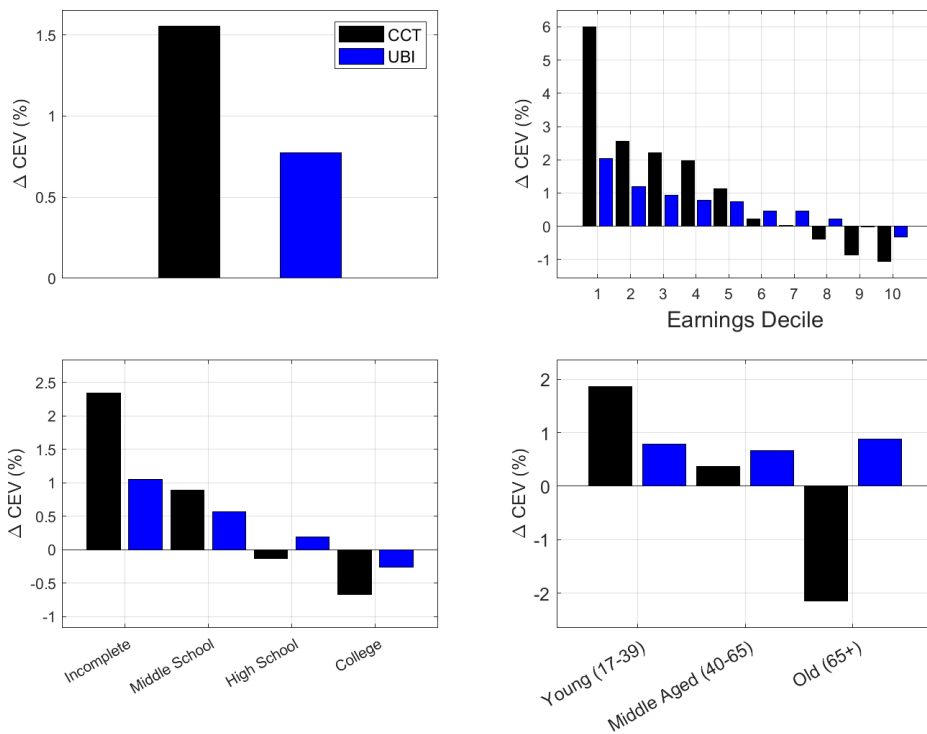 CCT
UBI
Δ CEV (%)
1.5
1
0.5
0
Δ CEV (%)
6
5
4
3
2
1
0
-1
1 2 3 4 5 6 7 8 9 10
Earnings Decile
Δ CEV (%)
2.5
2
1.5
1
0.5
0
-0.5
-1
Incomplete Middle School High School College
Δ CEV (%)
2
1
0
-1
-2
Young (17-39) Middle Aged (40-65) Old (65+)